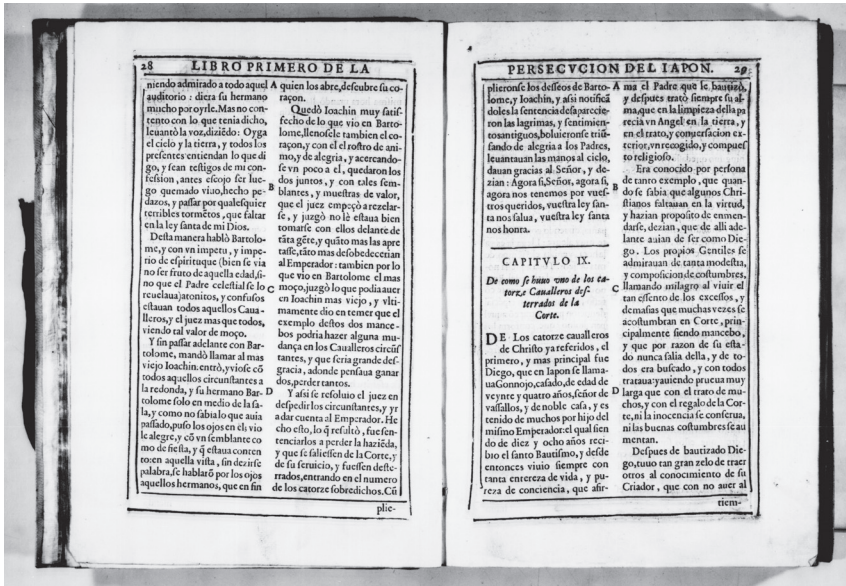 28 LIBRO PRIMERO DE LA
niendo admirado a todo aquel
auditorio: diera su hermano
mucho por oyrle. Mas no con-
tento con lo que tenia dicho,
leuantò la voz, diziẽdo: Oyga
el cielo y la tierra, y todos los
presentes entiendan lo que di
go, y sean testigos de mi con-
fession, antes escojo ser lue-
go quemado viuo, hecho pe-
dazos, y passar por qualesquier
terribles tormẽtos, que faltar
en la ley santa de mi Dios.
Desta manera hablò Bartolo-
me, y con vn impetu, y impe-
rio de espiritu que (bien se via
no ser fruto de aquella edad, si-
no que el Padre celestial se lo
reuelaua) atonitos, y confusos
estauan todos aquellos Caua-
lleros, y el juez mas que todos,
viendo tal valor de moço.
Y sin passar adelante con Bar-
tolome, mandò llamar al mas
viejo Ioachin. entrò, y viose cõ
todos aquellos circunstantes a
la redonda, y su hermano Bar-
tolome solo en medio de la sa-
la, y como no sabia lo que auia
passado, puso los ojos en el; vio
le alegre, y cõ vn semblante co
mo de fiesta, y q̃ estaua conten
to: en aquella vista, sin dezirse
palabra, se hablarõ por los ojos
aquellos hermanos, que en fin
A
B
C
D
quien los abre, descubre su co-
raçon.
Quedò Ioachin muy satis-
fecho de lo que vio en Barto-
lome, llenosele tambien el co-
raçon, y con el el rostro de ani-
mo, y de alegria, y acercando-
se vn poco a el, quedaron los
dos juntos, y con tales sem-
blantes, y muestras de valor,
que el juez empeçò a rezelar-
se, y juzgò no lè estaua bien
tomarse con ellos delante de
tãta gẽte, y quãto mas las apre
tasse, tãto mas desobedecerian
al Emperador: tambien por lo
que vio en Bartolome el mas
moço, juzgò lo que podia auer
en Ioachin mas viejo, y vlti-
mamente dio en temer que el
exemplo destos dos mance-
bos podria hazer alguna mu-
dança en los Caualleros circũs
tantes, y que seria grande des-
gracia, adonde pensaua ganar
dos, perder tantos.
Y assi se resoluio el juez en
despedir los circunstantes, y yr
a dar cuenta al Emperador. He
cho esto, lo q̃ resultò, fue sen-
tenciarlos a perder la haziẽda,
y que se saliessen de la Corte, y
de su seruicio, y fuessen deste-
rrados, entrando en el numero
de los catorze sobredichos. Cũ
plie-
PERSECVCION DEL IAPON. 29
plieronse los desseos de Barto-
lome, y Ioachin, y assi notificã
doles la sentencia desaparcie-
ron las lagrimas, y sentimien-
tos antiguos, boluieronse triũ-
fando de alegria a los Padres,
leuantauan las manos al cielo,
dauan gracias al Señor, y de-
zian: Agora si, Señor, agora si,
agora nos tenemos por vues-
tros queridos, vuestra ley san-
ta nos salua, vuestra ley santa
nos honra.
CAPITVLO IX.
De como se huuo vno de los ca-
torze Caualleros des-
terrados de la
Corte.
DE Los catorze caualleros
de Christo ya referidos, el
primero, y mas principal fue
Diego, que en Iapon se llama-
ua Gonnojo, casado, de edad de
veynte y quatro años, señor de
vassallos, y de noble casa, y es
tenido de muchos por hijo del
mismo Emperador: el qual sien
do de diez y ocho años reci-
bio el santo Bautismo, y desde
entonces viuio siempre con
tanta entereza de vida, y pu-
reza de conciencia, que afir-
A
B
C
D
ma el Padre que le bautizò,
y despues tratò siempre su al-
ma, que en la limpieza della pa
recia vn Angel en la tierra, y
en el trato, y conuersacion ex-
terior, vn recogido, y compues
to religioso.
Era conocido por persona
de tanto exemplo, que quan-
do se sabia que algunos Chri-
stianos faltauan en la virtud,
y hazian proposito de enmen-
darse, dezian, que de alli ade-
lante auian de ser como Die-
go. Los propios Gentiles se
admirauan de tanta modestia,
y composicion de costumbres,
llamando milagro al viuir el
tan essento de los excessos, y
demasias que muchas vezes se
acostumbran en Corte, prin-
cipalmente siendo mancebo,
y que por razon de su esta-
do nunca salia della, y de to-
dos era buscado, y con todos
trataua: y auiendo prueua muy
larga que con el trato de mu-
chos, y con el regalo de la Cor-
te, ni la inocencia se conserua,
ni las buenas costumbres se au
mentan.
Despues de bautizado Die-
go, tuuo tan gran zelo de traer
otros al conocimiento de su
Criador, que con no auer al
tiem-